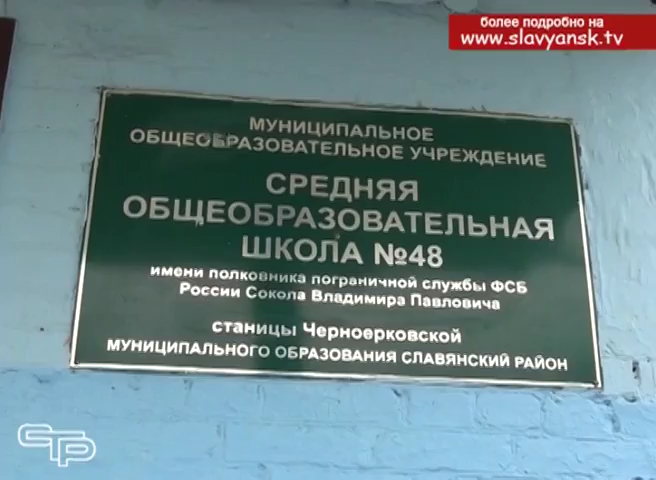 более подробно на
www.slavyansk.tv
МУНИЦИПАЛЬНОЕ
ОБЩЕОБРАЗОВАТЕЛЬНОЕ УЧРЕЖДЕНИЕ
СРЕДНЯЯ
ОБЩЕОБРАЗОВАТЕЛЬНАЯ
ШКОЛА №48
имени полковника пограничной службы ФСБ
России Сокола Владимира Павловича
станицы Черноерковской
МУНИЦИПАЛЬНОГО ОБРАЗОВАНИЯ СЛАВЯНСКИЙ РАЙОН
СТР